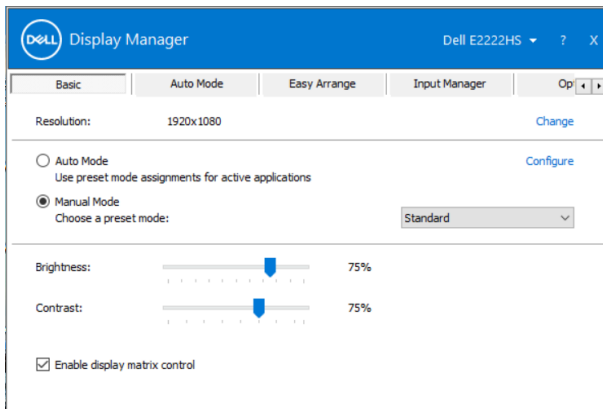 DELL Display Manager Dell E2222HS ? X
Basic Auto Mode Easy Arrange Input Manager Op
Resolution: 1920x1080 Change
Auto Mode Configure
Use preset mode assignments for active applications
Manual Mode
Choose a preset mode: Standard
Brightness: 75%
Contrast: 75%
Enable display matrix control